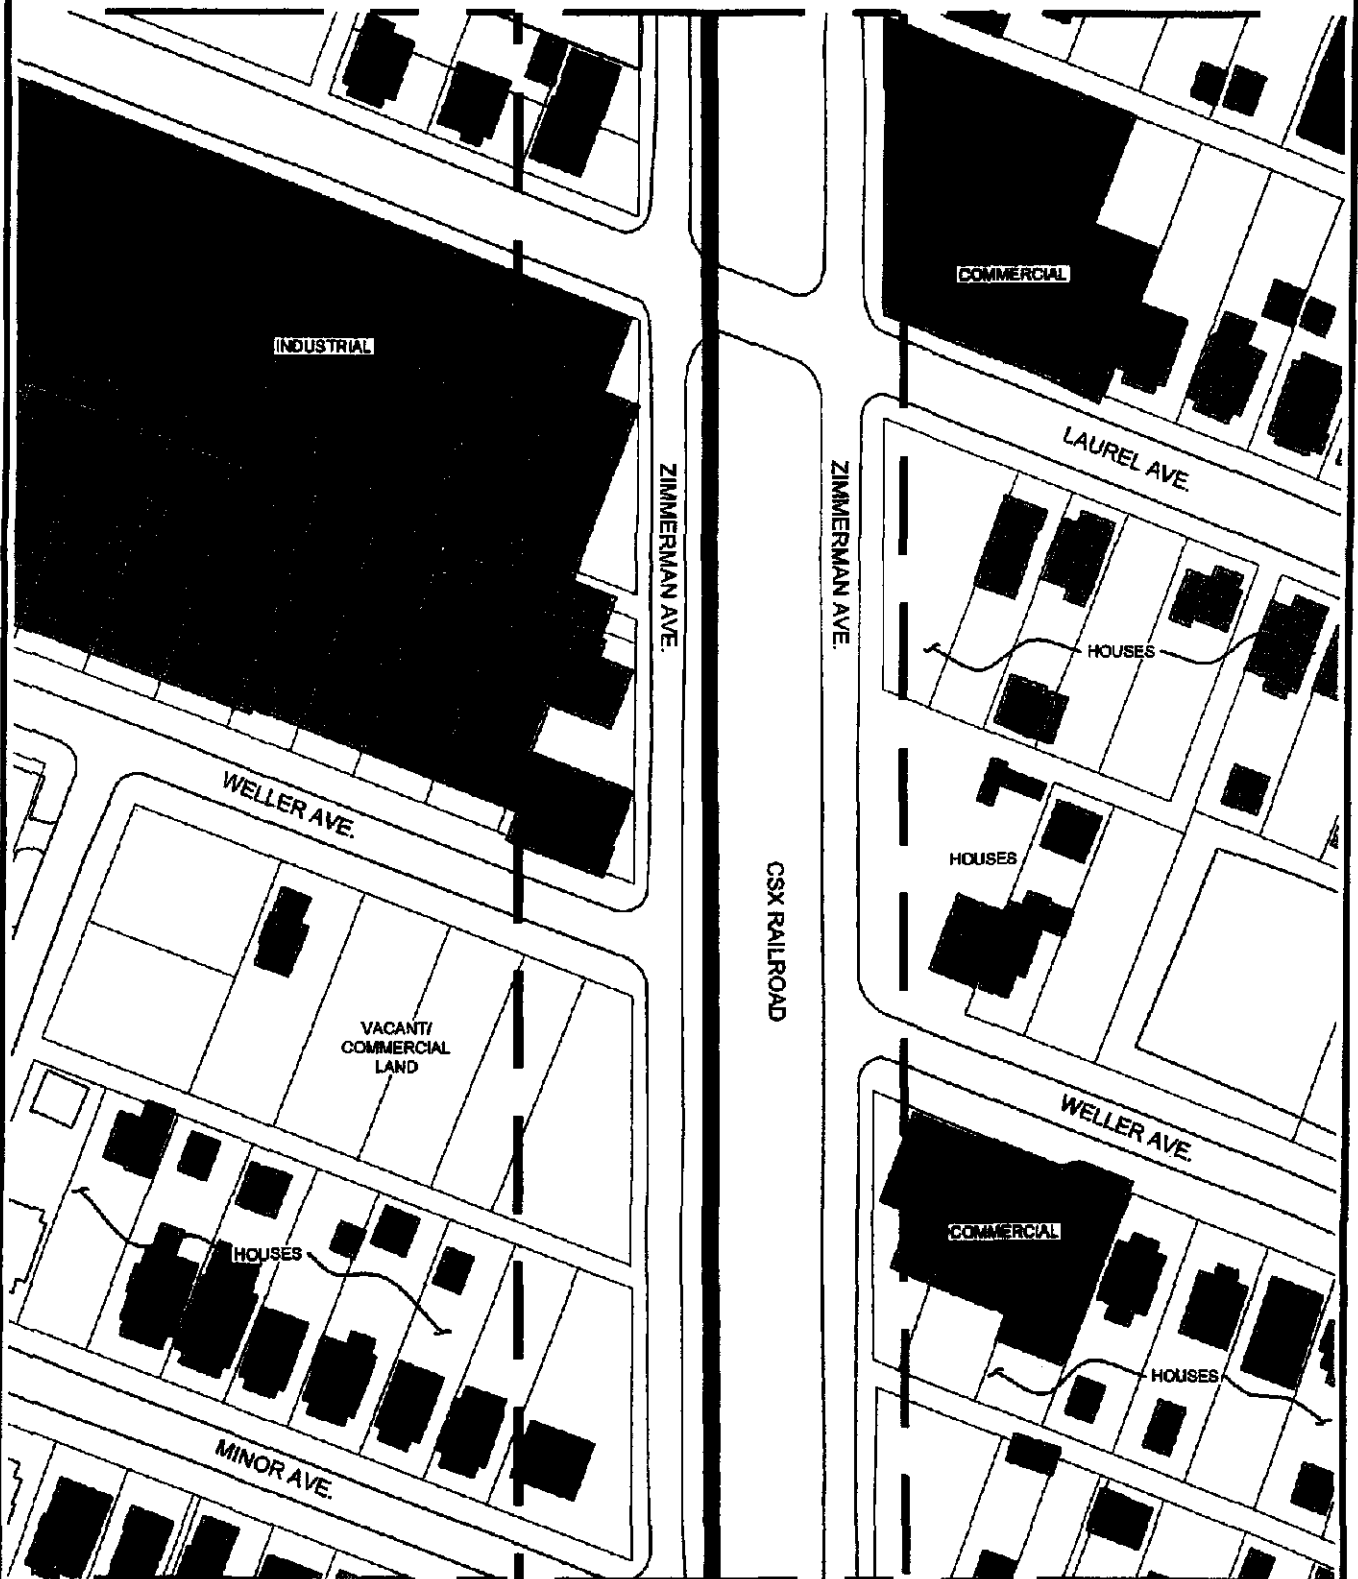 COMMERCIAL
INDUSTRIAL
LAUREL AVE.
ZIMMERMAN AVE.
ZIMMERMAN AVE.
HOUSES
WELLER AVE.
HOUSES
CSX RAILROAD
VACANT/
COMMERCIAL
LAND
WELLER AVE.
COMMERCIAL
HOUSES
HOUSES
MINOR AVE.